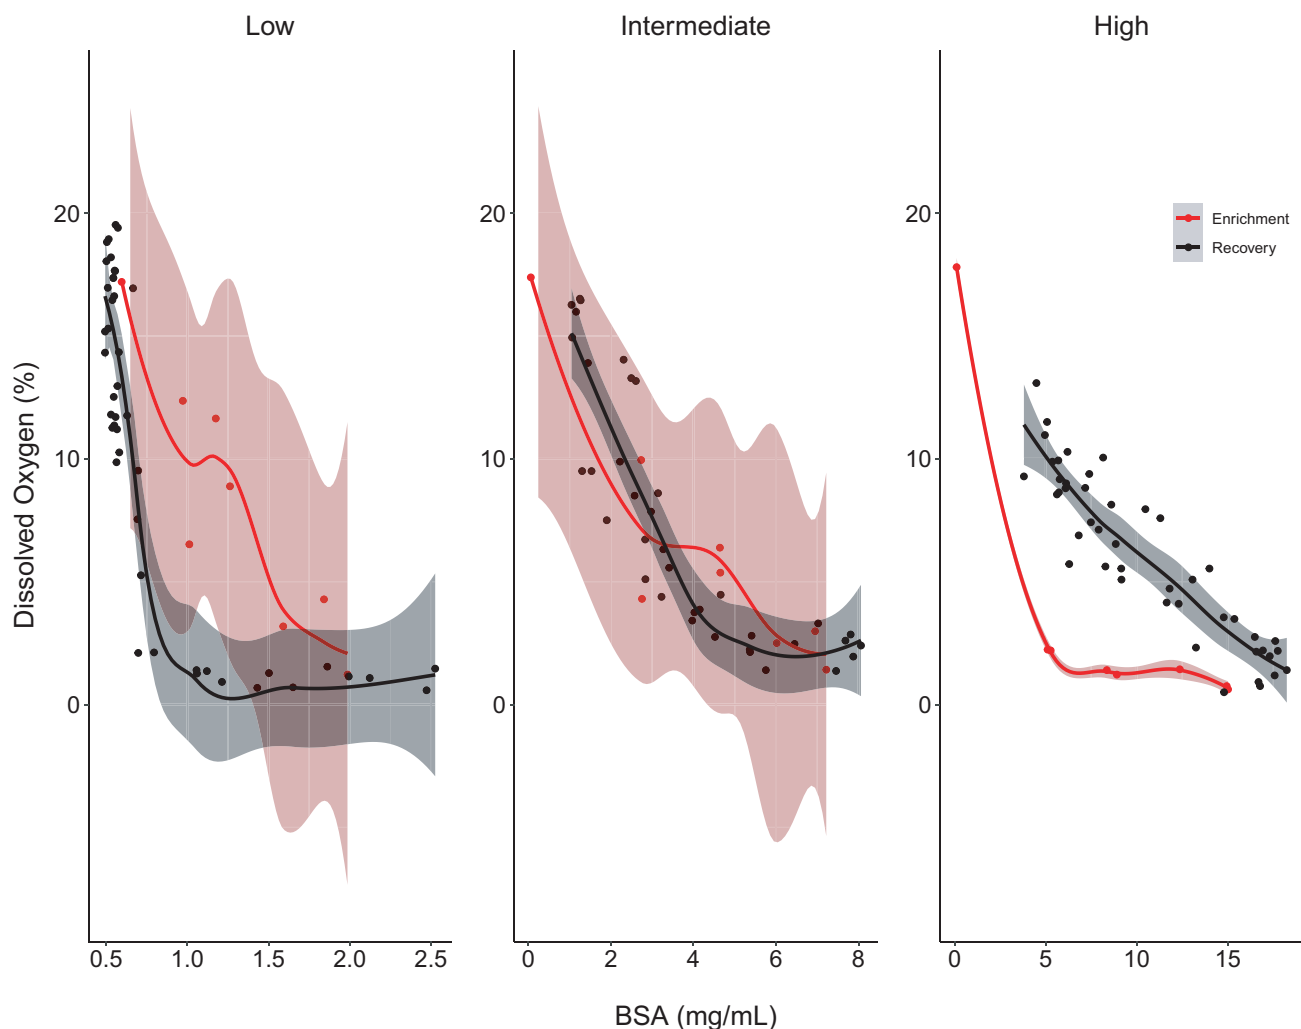 Low Intermediate High
20 20 20
Enrichment
Recovery
10 10 10
0 0 0
0.5 1.0 1.5 2.0 2.5 0 2 4 6 8 0 5 10 15
Dissolved Oxygen (%)
BSA (mg/mL)